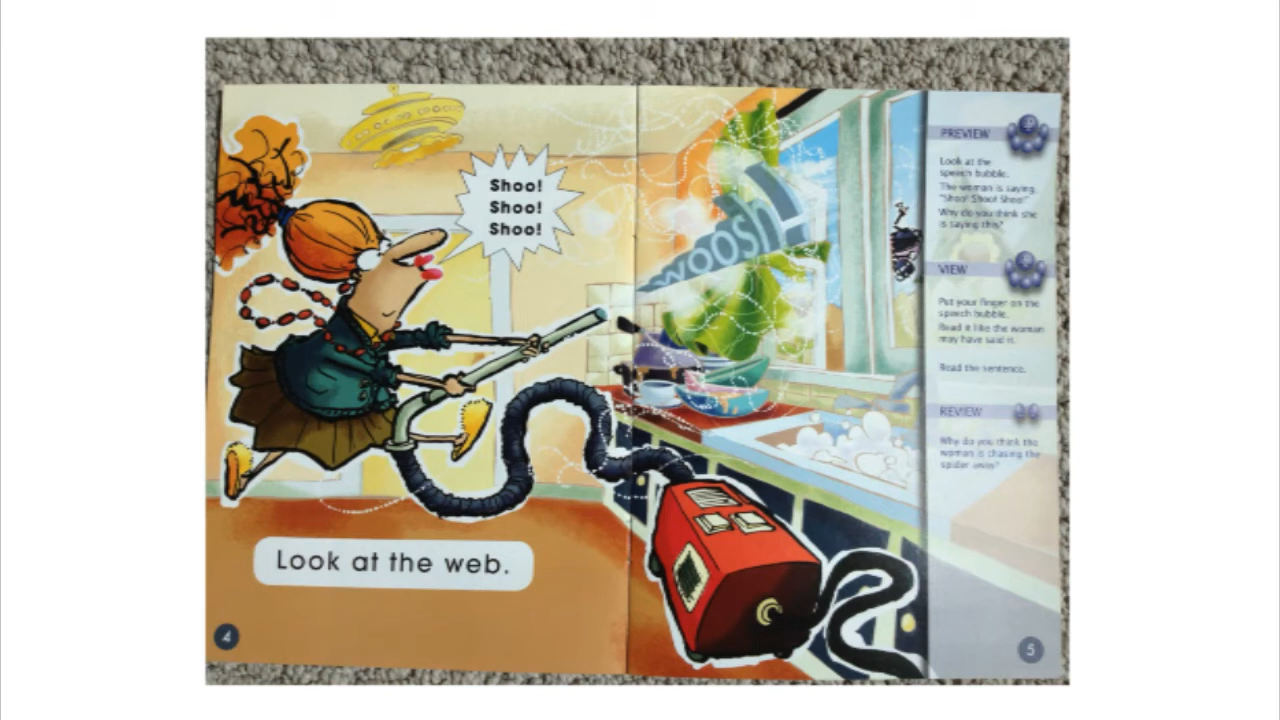 Shoo!
Shoo!
Shoo!
WOOSH!
Look at the web.
4
PREVIEW
Look at the
speech bubble.
The woman is saying,
"Shoo! Shoo! Shoo!"
Why do you think she
is saying this?
VIEW
Put your finger on the
speech bubble.
Read it like the woman
may have said it.
Read the sentence.
REVIEW
Why do you think the
woman is chasing the
spider away?
5